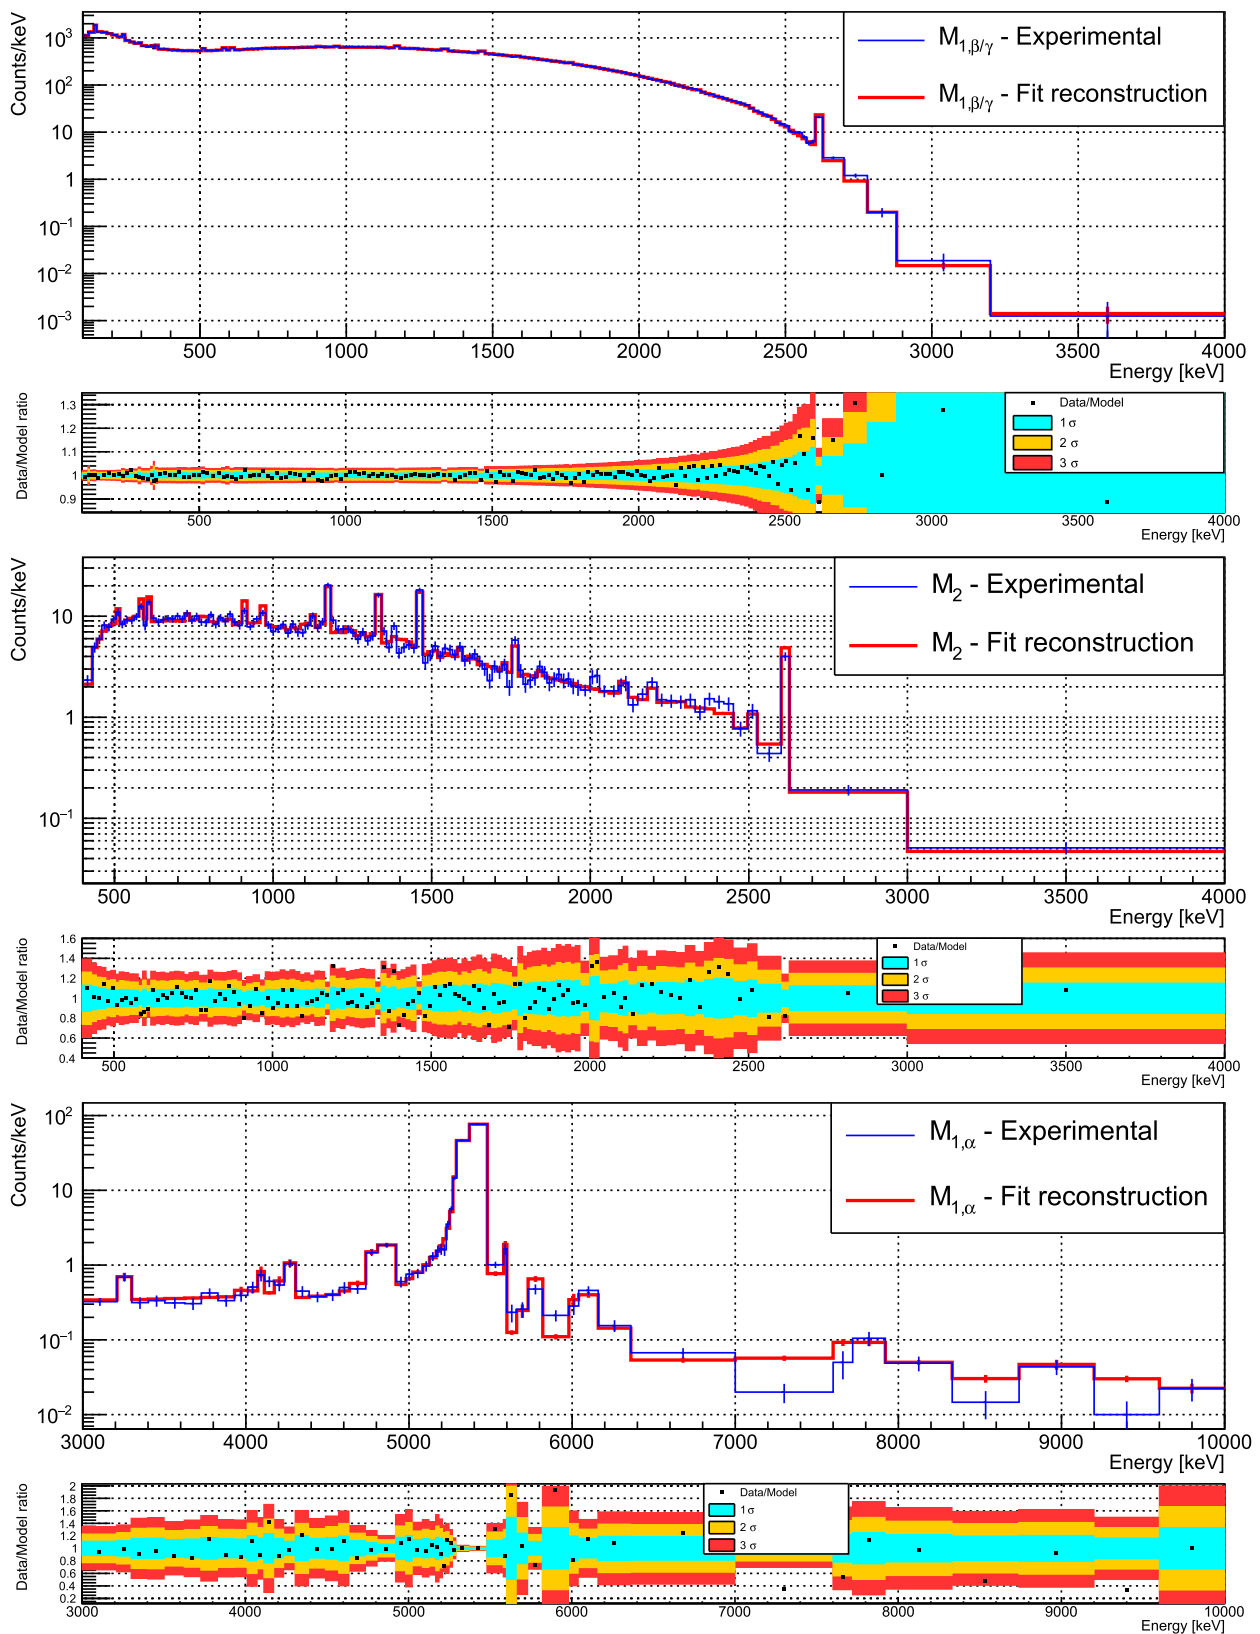 Counts/keV
10³
10²
10
1
10⁻¹
10⁻²
10⁻³
M1,β/γ - Experimental
M1,β/γ - Fit reconstruction
500 1000 1500 2000 2500 3000 3500 4000
Energy [keV]
Data/Model ratio
1.3
1.2
1.1
1
0.9
Data/Model
1 σ
2 σ
3 σ
500 1000 1500 2000 2500 3000 3500 4000
Energy [keV]
Counts/keV
10
1
10⁻¹
M2 - Experimental
M2 - Fit reconstruction
500 1000 1500 2000 2500 3000 3500 4000
Energy [keV]
Data/Model ratio
1.6
1.4
1.2
1
0.8
0.6
0.4
Data/Model
1 σ
2 σ
3 σ
500 1000 1500 2000 2500 3000 3500 4000
Energy [keV]
Counts/keV
10²
10
1
10⁻¹
10⁻²
M1,α - Experimental
M1,α - Fit reconstruction
3000 4000 5000 6000 7000 8000 9000 10000
Energy [keV]
Data/Model ratio
2
1.8
1.6
1.4
1.2
1
0.8
0.6
0.4
0.2
Data/Model
1 σ
2 σ
3 σ
3000 4000 5000 6000 7000 8000 9000 10000
Energy [keV]